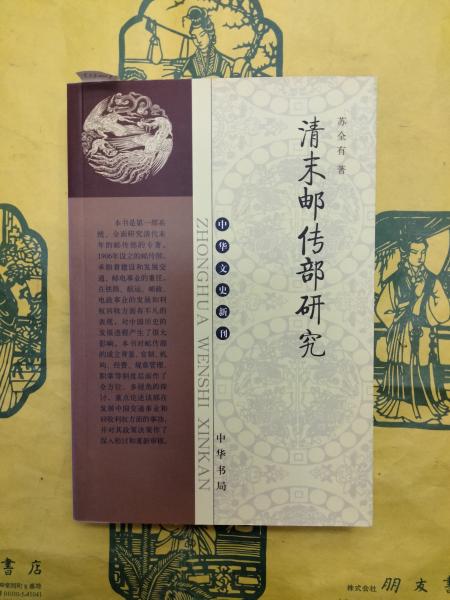 苏全有 著
清末邮传部研究
中华文史新刊
ZHONGHUA WENSHI XINKAN
中华书局
本书是第一部系
统、全面研究清代末
年的邮传部的专著。
1906年设立的邮传部，
承担着建设和发展交
通、邮电事业的重任，
在铁路、航运、邮政、
电政事业的发展和利
权回收方面有不凡的
表现，对中国历史的
发展进程产生了很大
影响。本书对邮传部
的成立背景、官制、机
构、经费、规章管理、
职掌等制度层面作了
全方位、多视角的探
讨，重点论述该部在
发展中国交通事业和
回收利权方面的事功，
并对其政策决策作了
深入检讨和重新审视。
書店
株式会社 朋友書